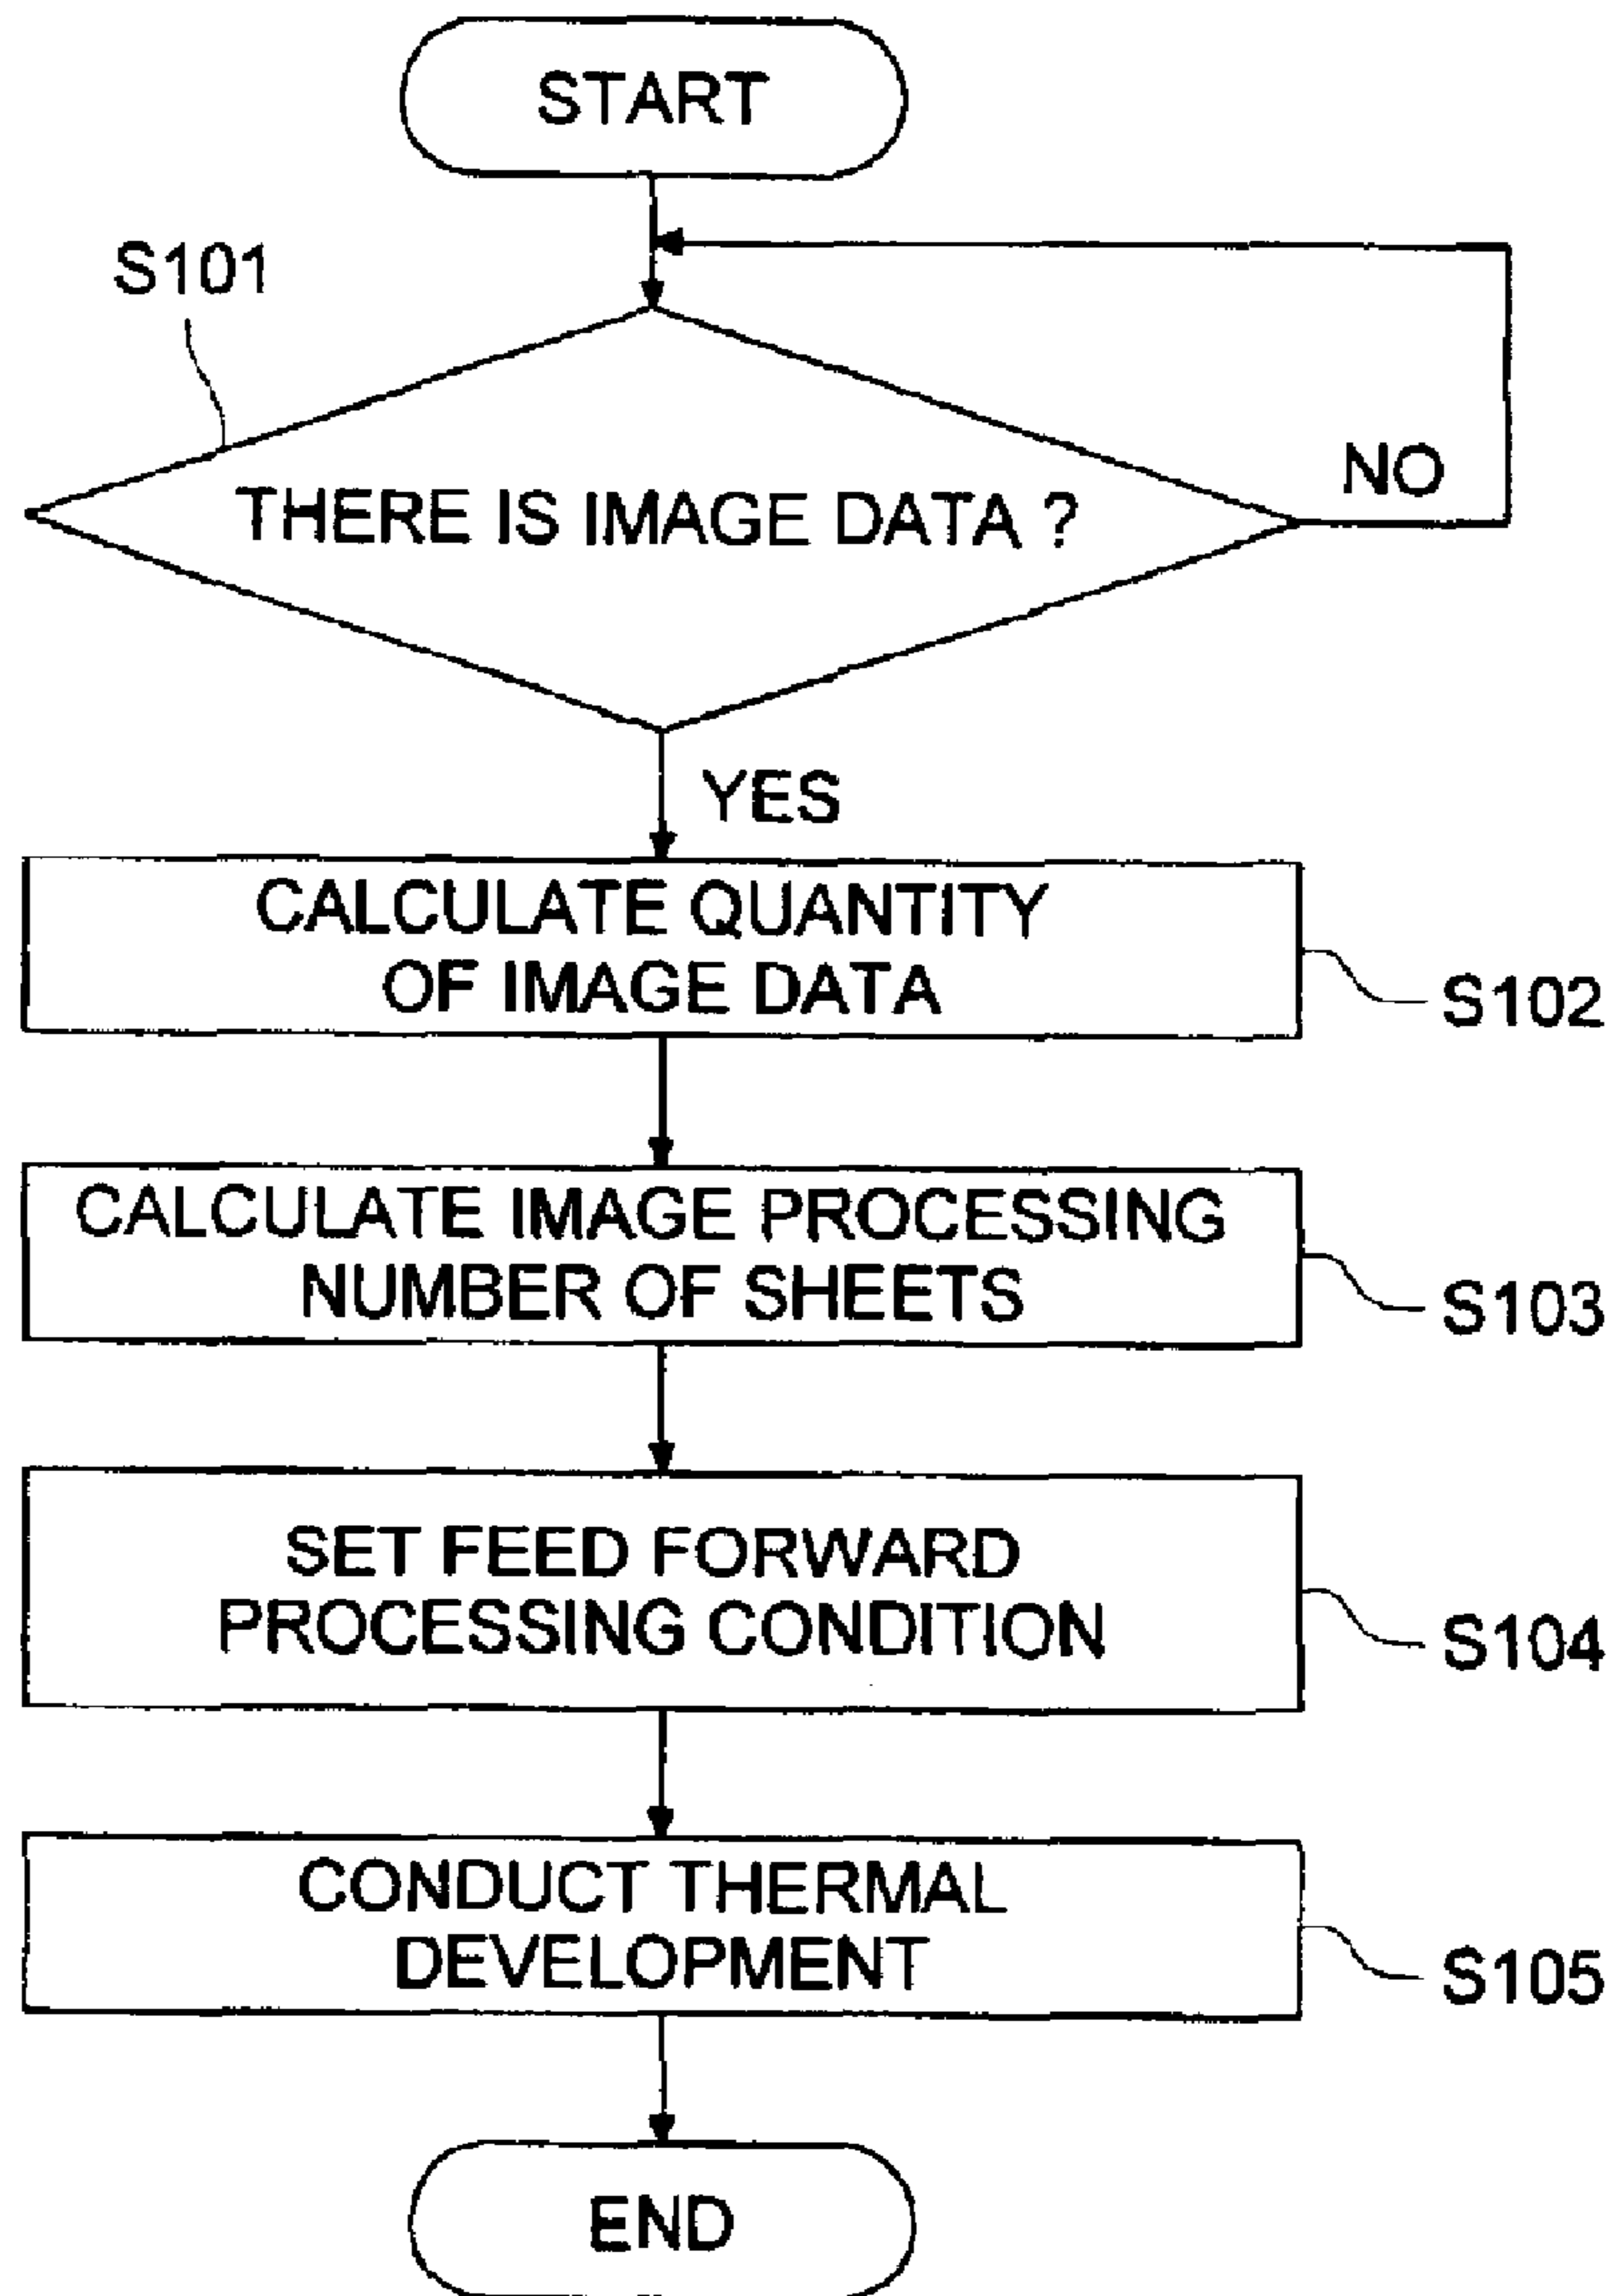 START
S101
THERE IS IMAGE DATA ?
NO
YES
CALCULATE QUANTITY
OF IMAGE DATA
S102
CALCULATE IMAGE PROCESSING
NUMBER OF SHEETS
S103
SET FEED FORWARD
PROCESSING CONDITION
S104
CONDUCT THERMAL
DEVELOPMENT
S105
END